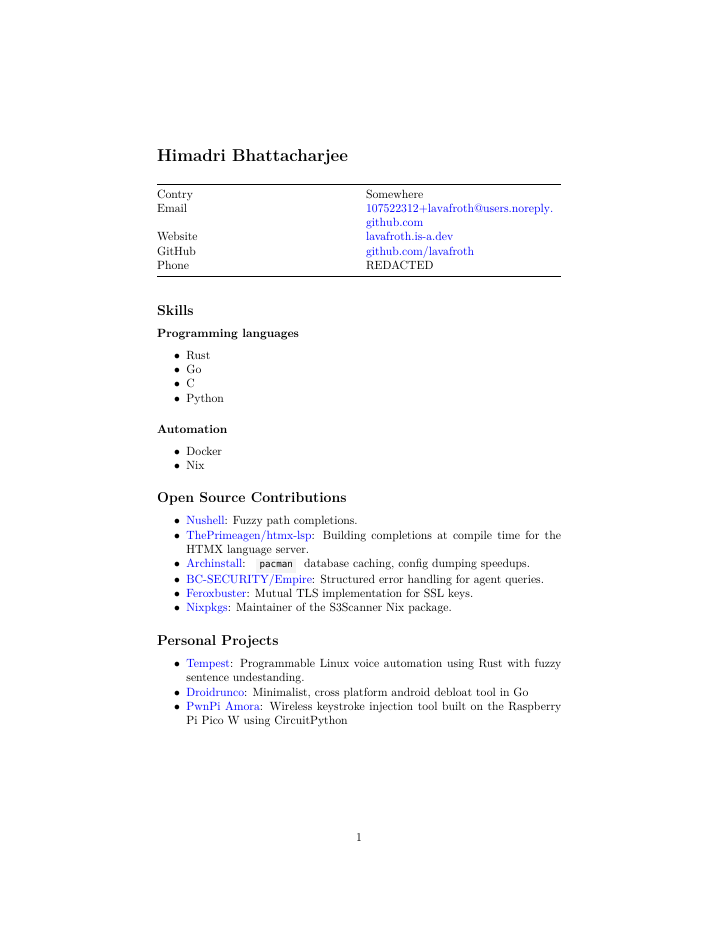 Himadri Bhattacharjee
Contry Somewhere
Email 107522312+lavafroth@users.noreply.
github.com
Website lavafroth.is-a.dev
GitHub github.com/lavafroth
Phone REDACTED
Skills
Programming languages
• Rust
• Go
• C
• Python
Automation
• Docker
• Nix
Open Source Contributions
• Nushell: Fuzzy path completions.
• ThePrimeagen/htmx-lsp: Building completions at compile time for the
HTMX language server.
• Archinstall: pacman database caching, config dumping speedups.
• BC-SECURITY/Empire: Structured error handling for agent queries.
• Feroxbuster: Mutual TLS implementation for SSL keys.
• Nixpkgs: Maintainer of the S3Scanner Nix package.
Personal Projects
• Tempest: Programmable Linux voice automation using Rust with fuzzy
sentence undestanding.
• Droidrunco: Minimalist, cross platform android debloat tool in Go
• PwnPi Amora: Wireless keystroke injection tool built on the Raspberry
Pi Pico W using CircuitPython
1